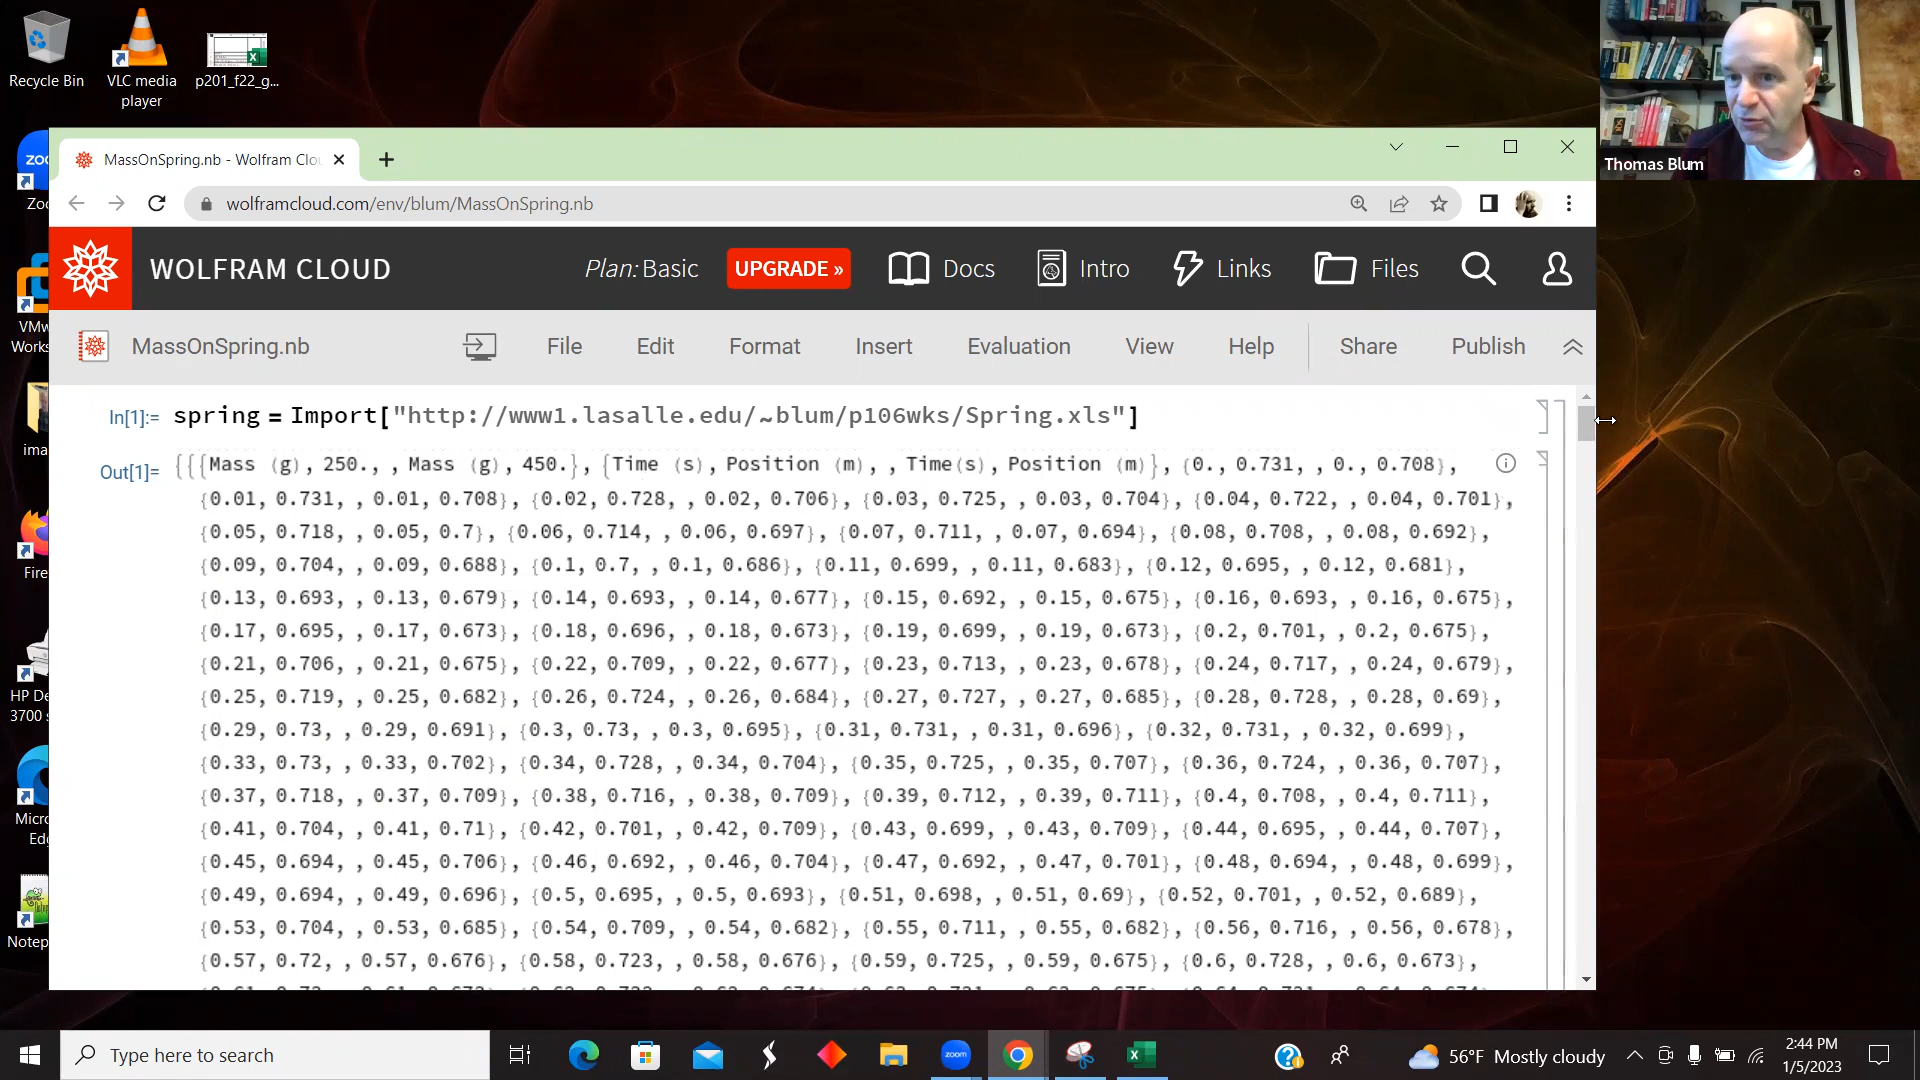 Recycle Bin
VLC media
player
p201_f22_g...
Thomas Blum
MassOnSpring.nb - Wolfram Clo
wolframcloud.com/env/blum/MassOnSpring.nb
WOLFRAM CLOUD
Plan: Basic
UPGRADE »
Docs
Intro
Links
Files
MassOnSpring.nb
File
Edit
Format
Insert
Evaluation
View
Help
Share
Publish
In[1]:= spring = Import["http://www1.lasalle.edu/~blum/p106wks/Spring.xls"]
Out[1]= {{{Mass (g), 250., , Mass (g), 450.}, {Time (s), Position (m), , Time(s), Position (m)}, {0., 0.731, , 0., 0.708},
{0.01, 0.731, , 0.01, 0.708}, {0.02, 0.728, , 0.02, 0.706}, {0.03, 0.725, , 0.03, 0.704}, {0.04, 0.722, , 0.04, 0.701},
{0.05, 0.718, , 0.05, 0.7}, {0.06, 0.714, , 0.06, 0.697}, {0.07, 0.711, , 0.07, 0.694}, {0.08, 0.708, , 0.08, 0.692},
{0.09, 0.704, , 0.09, 0.688}, {0.1, 0.7, , 0.1, 0.686}, {0.11, 0.699, , 0.11, 0.683}, {0.12, 0.695, , 0.12, 0.681},
{0.13, 0.693, , 0.13, 0.679}, {0.14, 0.693, , 0.14, 0.677}, {0.15, 0.692, , 0.15, 0.675}, {0.16, 0.693, , 0.16, 0.675},
{0.17, 0.695, , 0.17, 0.673}, {0.18, 0.696, , 0.18, 0.673}, {0.19, 0.699, , 0.19, 0.673}, {0.2, 0.701, , 0.2, 0.675},
{0.21, 0.706, , 0.21, 0.675}, {0.22, 0.709, , 0.22, 0.677}, {0.23, 0.713, , 0.23, 0.678}, {0.24, 0.717, , 0.24, 0.679},
{0.25, 0.719, , 0.25, 0.682}, {0.26, 0.724, , 0.26, 0.684}, {0.27, 0.727, , 0.27, 0.685}, {0.28, 0.728, , 0.28, 0.69},
{0.29, 0.73, , 0.29, 0.691}, {0.3, 0.73, , 0.3, 0.695}, {0.31, 0.731, , 0.31, 0.696}, {0.32, 0.731, , 0.32, 0.699},
{0.33, 0.73, , 0.33, 0.702}, {0.34, 0.728, , 0.34, 0.704}, {0.35, 0.725, , 0.35, 0.707}, {0.36, 0.724, , 0.36, 0.707},
{0.37, 0.718, , 0.37, 0.709}, {0.38, 0.716, , 0.38, 0.709}, {0.39, 0.712, , 0.39, 0.711}, {0.4, 0.708, , 0.4, 0.711},
{0.41, 0.704, , 0.41, 0.71}, {0.42, 0.701, , 0.42, 0.709}, {0.43, 0.699, , 0.43, 0.709}, {0.44, 0.695, , 0.44, 0.707},
{0.45, 0.694, , 0.45, 0.706}, {0.46, 0.692, , 0.46, 0.704}, {0.47, 0.692, , 0.47, 0.701}, {0.48, 0.694, , 0.48, 0.699},
{0.49, 0.694, , 0.49, 0.696}, {0.5, 0.695, , 0.5, 0.693}, {0.51, 0.698, , 0.51, 0.69}, {0.52, 0.701, , 0.52, 0.689},
{0.53, 0.704, , 0.53, 0.685}, {0.54, 0.709, , 0.54, 0.682}, {0.55, 0.711, , 0.55, 0.682}, {0.56, 0.716, , 0.56, 0.678},
{0.57, 0.72, , 0.57, 0.676}, {0.58, 0.723, , 0.58, 0.676}, {0.59, 0.725, , 0.59, 0.675}, {0.6, 0.728, , 0.6, 0.673},
zoo
Zoo
VMw
Works
ima
Fire
HP De
3700 s
Micro
Edg
Notep
Type here to search
zoom
56°F Mostly cloudy
2:44 PM
1/5/2023